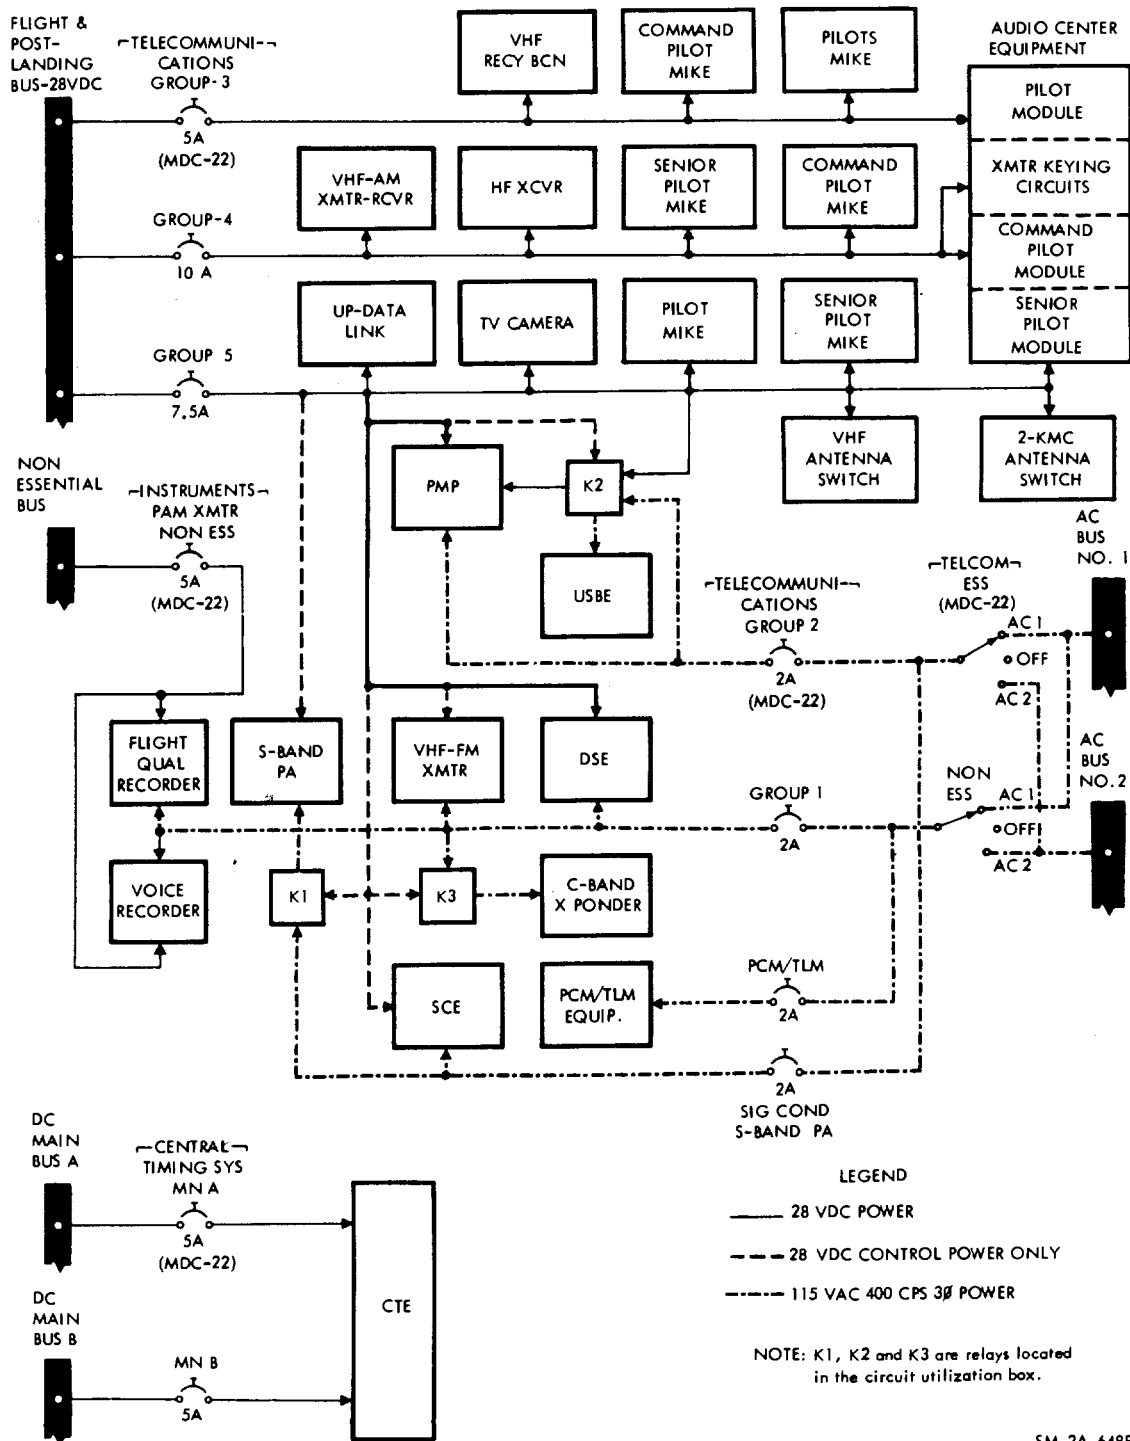 FLIGHT &
POST-
LANDING
BUS-28VDC
TELECOMMUNI-
CATIONS
GROUP-3
5A
(MDC-22)
VHF
RECY BCN
COMMAND
PILOT
MIKE
PILOTS
MIKE
AUDIO CENTER
EQUIPMENT
PILOT
MODULE
XMTR KEYING
CIRCUITS
COMMAND
PILOT
MODULE
SENIOR
PILOT
MODULE
GROUP-4
10 A
VHF-AM
XMTR-RCVR
HF XCVR
SENIOR
PILOT
MIKE
COMMAND
PILOT
MIKE
GROUP 5
7.5A
UP-DATA
LINK
TV CAMERA
PILOT
MIKE
SENIOR
PILOT
MIKE
VHF
ANTENNA
SWITCH
2-KMC
ANTENNA
SWITCH
PMP
K2
USBE
NON
ESSENTIAL
BUS
INSTRUMENTS
PAM XMTR
NON ESS
5A
(MDC-22)
TELECOMMUNI-
CATIONS
GROUP 2
2A
(MDC-22)
TELCOM
ESS
(MDC-22)
AC1
OFF
AC2
AC
BUS
NO. 1
FLIGHT
QUAL
RECORDER
S-BAND
PA
VHF-FM
XMTR
DSE
GROUP 1
2A
NON
ESS
AC1
OFF
AC2
AC
BUS
NO.2
VOICE
RECORDER
K1
K3
C-BAND
X PONDER
SCE
PCM/TLM
EQUIP.
PCM/TLM
2A
2A
SIG COND
S-BAND PA
DC
MAIN
BUS A
CENTRAL
TIMING SYS
MN A
5A
(MDC-22)
CTE
DC
MAIN
BUS B
MN B
5A
LEGEND
28 VDC POWER
28 VDC CONTROL POWER ONLY
115 VAC 400 CPS 3Ø POWER
NOTE: K1, K2 and K3 are relays located
in the circuit utilization box.